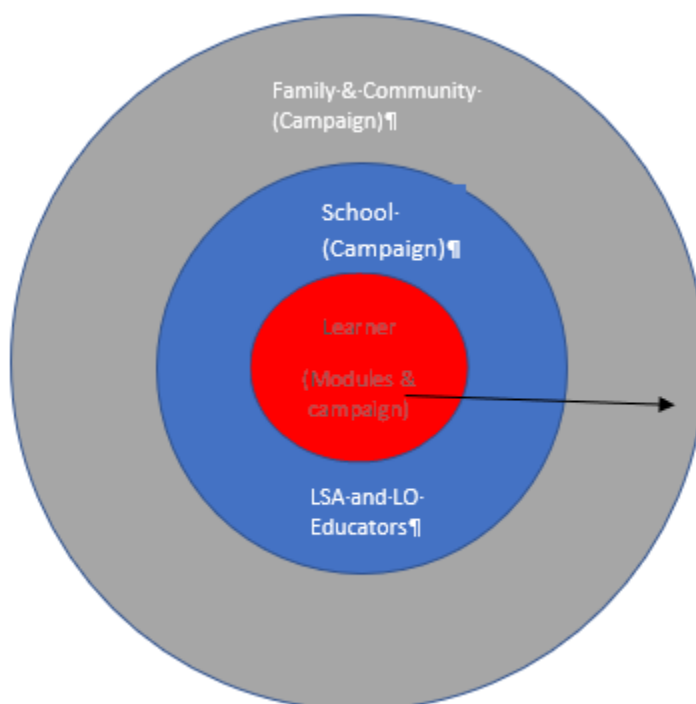 Family·&·Community·
(Campaign)¶
School·
(Campaign)¶
Learner
(Modules &
campaign)
LSA·and·LO·
Educators¶